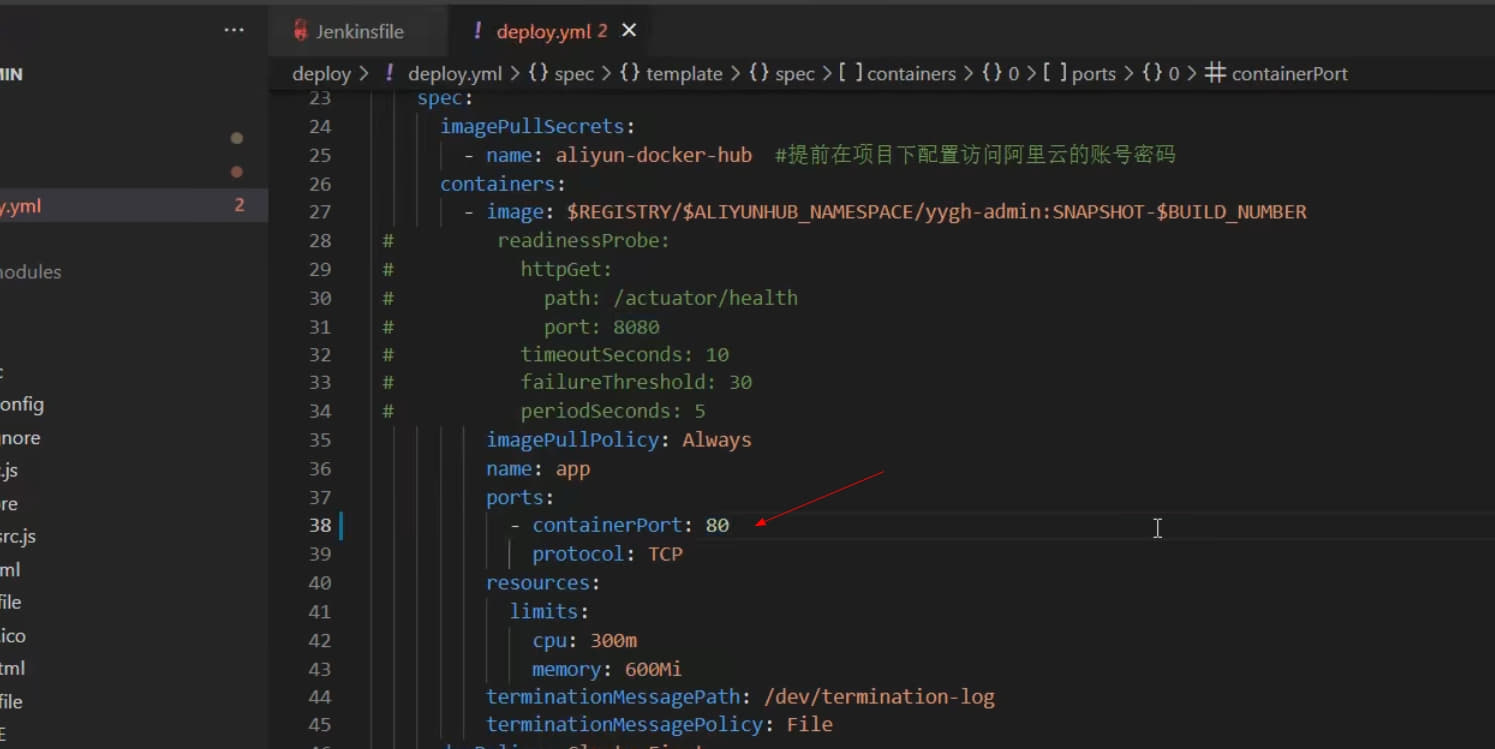 Jenkinsfile
! deploy.yml 2 ×
MIN
deploy > ! deploy.yml > {} spec > {} template > {} spec > [ ] containers > {} 0 > [ ] ports > {} 0 > # containerPort
23 spec:
24 imagePullSecrets:
25 - name: aliyun-docker-hub #提前在项目下配置访问阿里云的账号密码
26 containers:
27 - image: $REGISTRY/$ALIYUNHUB_NAMESPACE/yygh-admin:SNAPSHOT-$BUILD_NUMBER
28 # readinessProbe:
29 # httpGet:
30 # path: /actuator/health
31 # port: 8080
32 # timeoutSeconds: 10
33 # failureThreshold: 30
34 # periodSeconds: 5
35 imagePullPolicy: Always
36 name: app
37 ports:
38 - containerPort: 80
39 protocol: TCP
40 resources:
41 limits:
42 cpu: 300m
43 memory: 600Mi
44 terminationMessagePath: /dev/termination-log
45 terminationMessagePolicy: File
y.yml 2
nodules
onfig
nore
.js
re
src.js
ml
file
.ico
tml
file